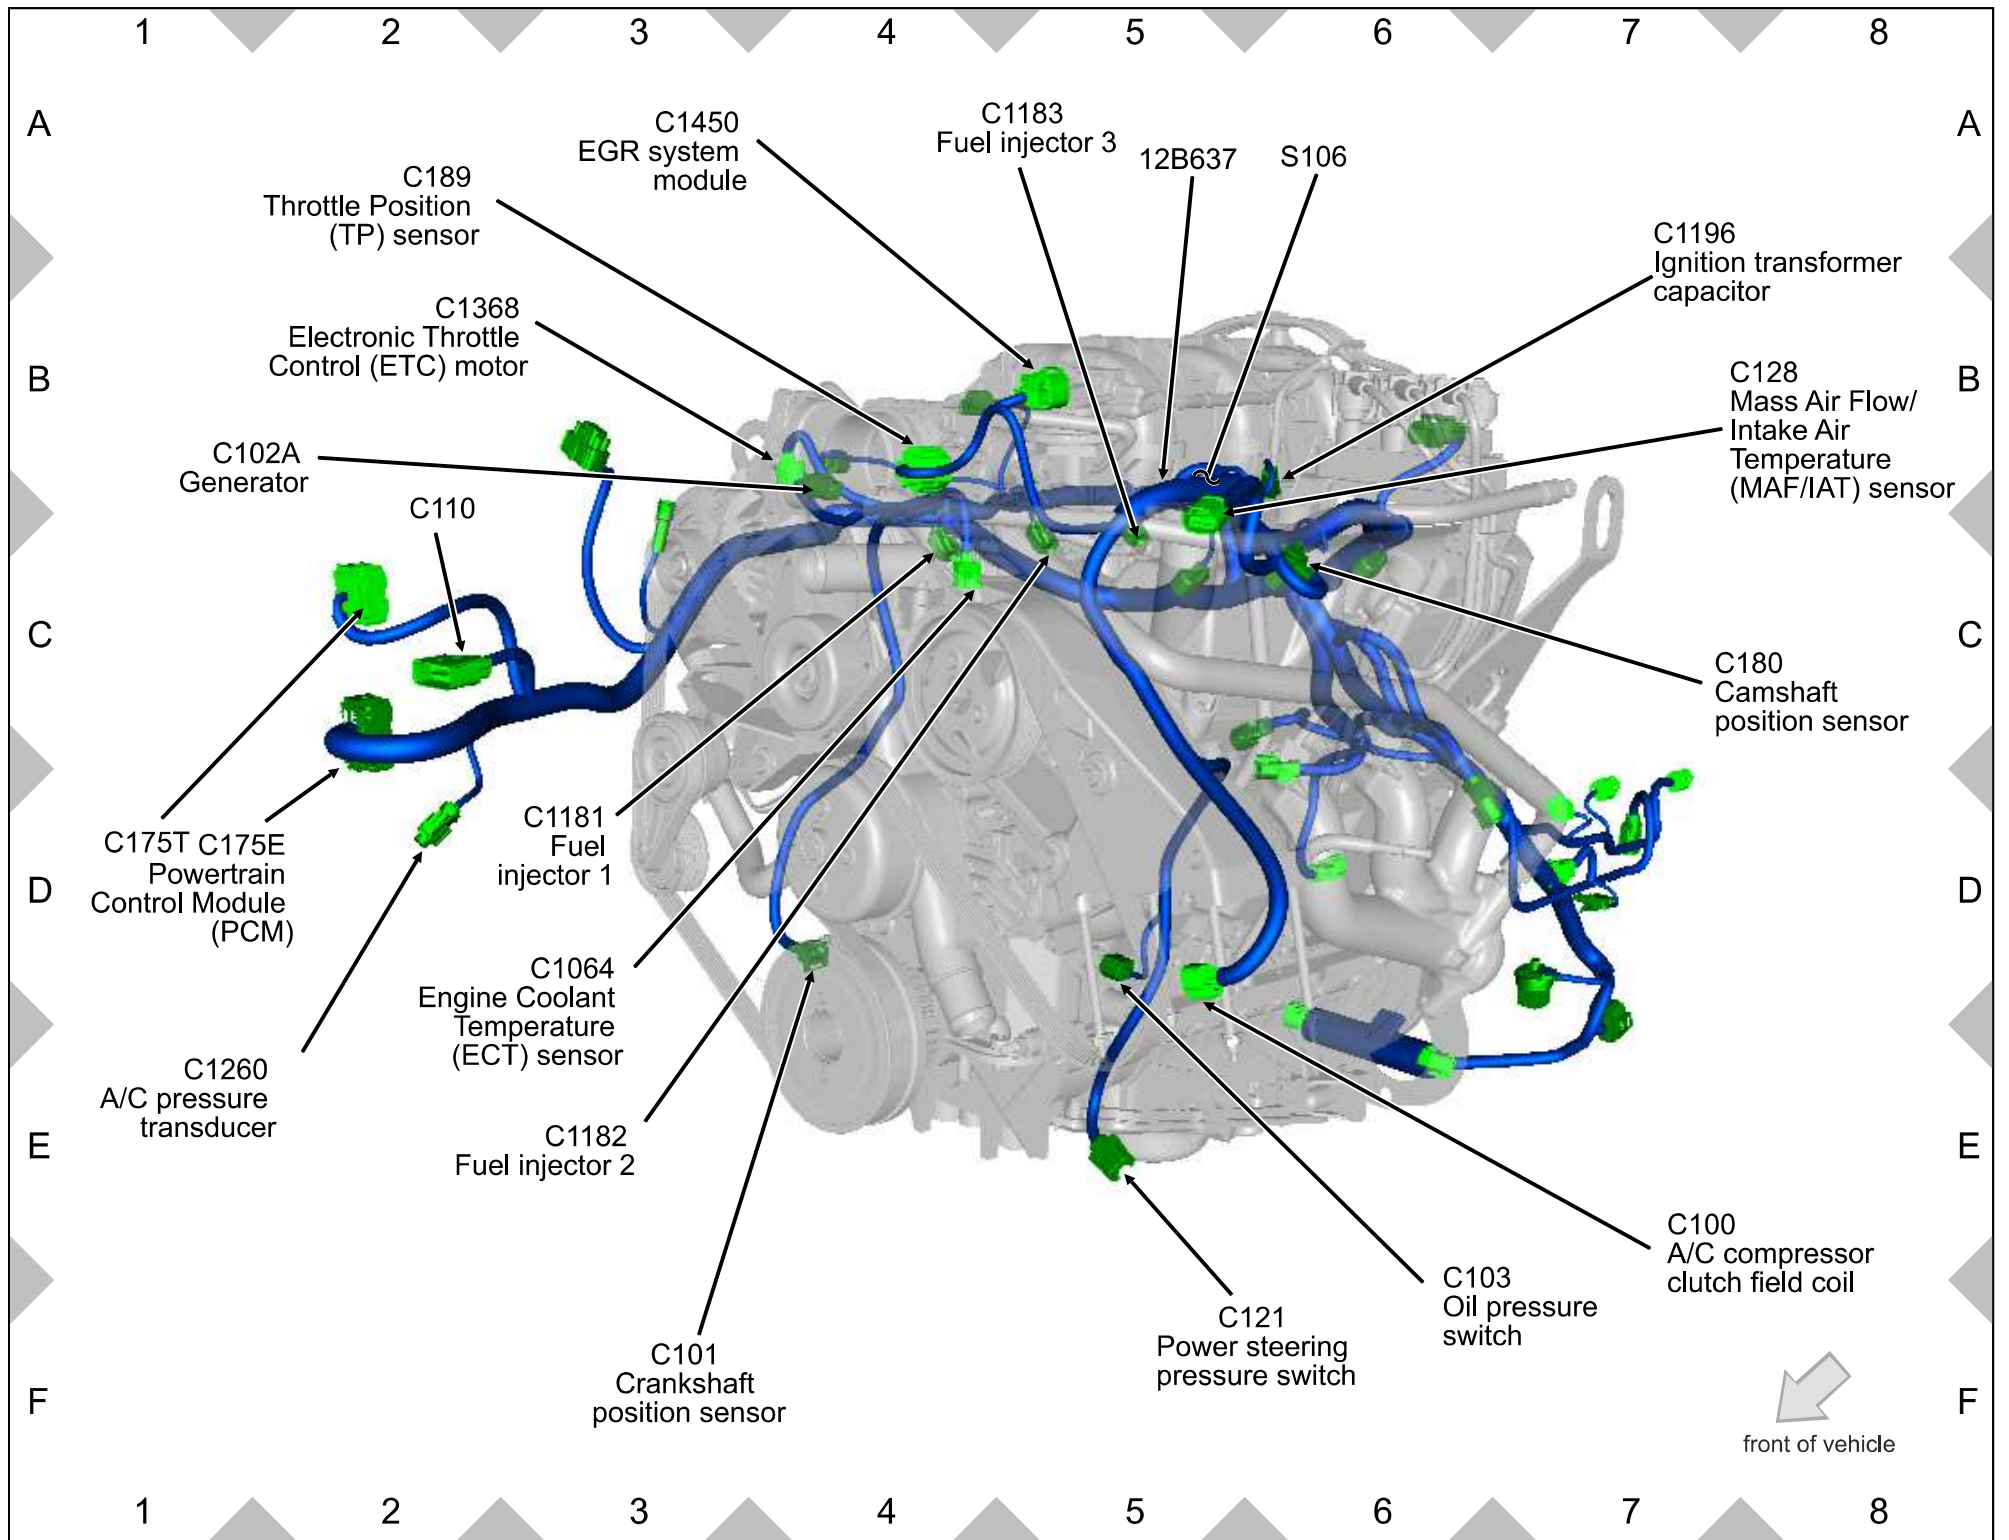 1 2 3 4 5 6 7 8
A A
C1450
EGR system
module
C1183
Fuel injector 3
12B637
S106
C189
Throttle Position
(TP) sensor
C1196
Ignition transformer
capacitor
C1368
Electronic Throttle
Control (ETC) motor
B B
C128
Mass Air Flow/
Intake Air
Temperature
(MAF/IAT) sensor
C102A
Generator
C110
C C
C180
Camshaft
position sensor
C175T C175E
Powertrain
Control Module
(PCM)
C1181
Fuel
injector 1
D D
C1064
Engine Coolant
Temperature
(ECT) sensor
C1260
A/C pressure
transducer
C1182
Fuel injector 2
E E
C100
A/C compressor
clutch field coil
C103
Oil pressure
switch
C121
Power steering
pressure switch
C101
Crankshaft
position sensor
F F
front of vehicle
1 2 3 4 5 6 7 8